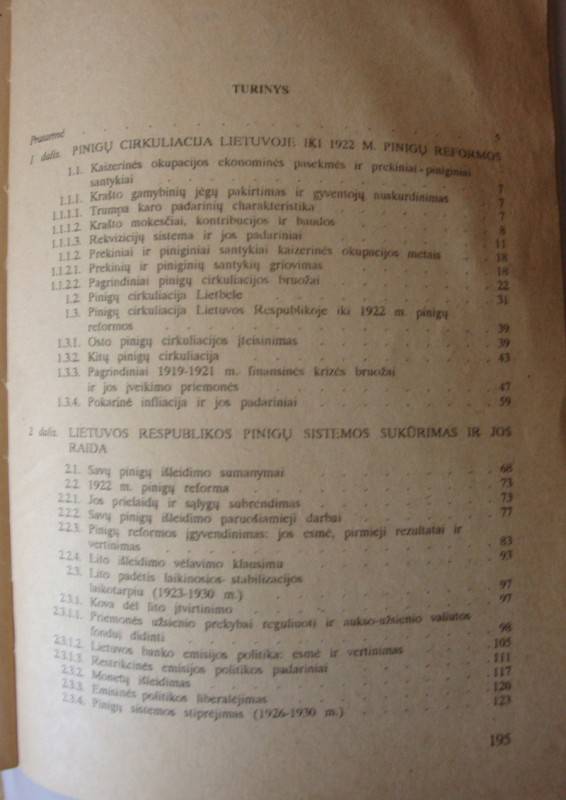 TURINYS
Prasmė . . . . . . . . . . 5
1 dalis. PINIGŲ CIRKULIACIJA LIETUVOJE IKI 1922 M. PINIGŲ REFORMOS
1.1. Kaizerinės okupacijos ekonominės pasekmės ir prekiniai-piniginiai
santykiai . . . . . . . . . . 7
1.1.1. Krašto gamybinių jėgų pakirtimas ir gyventojų nuskurdinimas 7
1.1.1.1. Trumpa karo padarinių charakteristika . . . . 7
1.1.1.2. Krašto mokesčiai, kontribucijos ir baudos . . . . 8
1.1.1.3. Rekvizicijų sistema ir jos padariniai . . . . 11
1.1.2. Prekiniai ir piniginiai santykiai kaizerinės okupacijos metais . 18
1.1.2.1. Prekinių ir piniginių santykių griovimas . . . . 18
1.1.2.2. Pagrindiniai pinigų cirkuliacijos bruožai . . . . 22
1.2. Pinigų cirkuliacija Litbele . . . . . . 31
1.3. Pinigų cirkuliacija Lietuvos Respublikoje iki 1922 m. pinigų
reformos . . . . . . . . . . 39
1.3.1. Osto pinigų cirkuliacijos įteisinimas . . . . 39
1.3.2. Kitų pinigų cirkuliacija . . . . . . 43
1.3.3. Pagrindiniai 1919-1921 m. finansinės krizės bruožai
ir jos įveikimo priemonės . . . . . . 47
1.3.4. Pokarinė infliacija ir jos padariniai . . . . 59
2 dalis. LIETUVOS RESPUBLIKOS PINIGŲ SISTEMOS SUKŪRIMAS IR JOS
RAIDA
2.1. Savų pinigų išleidimo sumanymai . . . . 68
2.2. 1922 m. pinigų reforma . . . . . . 73
2.2.1. Jos prielaidų ir sąlygų subrendimas . . . . 73
2.2.2. Savų pinigų išleidimo paruošiamieji darbai . . . . 77
2.2.3. Pinigų reformos įgyvendinimas: jos esmė, pirmieji rezultatai ir
vertinimas . . . . . . . . . . 83
2.2.4. Lito išleidimo vėlavimo klausimu . . . . 93
2.3. Lito padėtis laikinosios stabilizacijos
laikotarpiu (1923-1930 m.) . . . . . . 97
2.3.1. Kova dėl lito įtvirtinimo . . . . . . 97
2.3.1.1. Priemonės užsienio prekybai reguliuoti ir aukso-užsienio valiutos
fondui didinti . . . . . . . . 98
2.3.1.2. Lietuvos banko emisijos politika: esmė ir vertinimas . 105
2.3.1.3. Restrikcinės emisijos politikos padariniai . . . . 111
2.3.2. Monetų išleidimas . . . . . . 117
2.3.3. Emisinės politikos liberalėjimas . . . . 120
2.3.4. Pinigų sistemos stiprėjimas (1926-1930 m.) . . . . 123
195